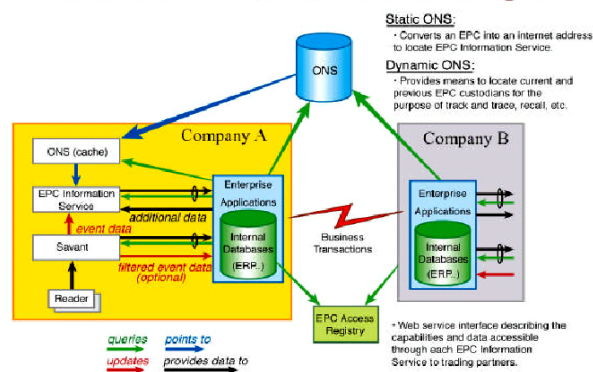 Static ONS:
· Converts an EPC into an internet address
to locate EPC Information Service.
Dynamic ONS:
· Provides means to locate current and
previous EPC custodians for the
purpose of track and trace, recall, etc.
ONS
Company A
ONS (cache)
EPC Information
Service
event data
Savant
Reader
additional data
filtered event data
(optional)
Enterprise
Applications
Internal
Databases
(ERP..)
Business
Transactions
Company B
Enterprise
Applications
Internal
Databases
(ERP..)
EPC Access
Registry
• Web service interface describing the
capabilities and data accessible
through each EPC Information
Service to trading partners.
queries
points to
updates
provides data to